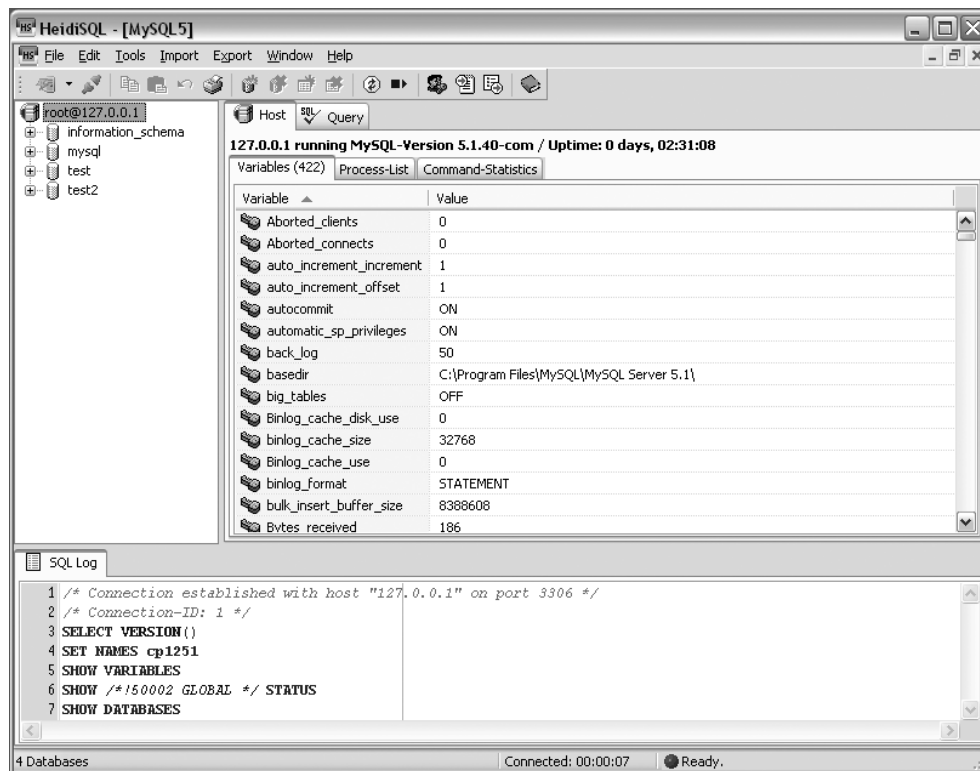 HeidiSQL - [MySQL5]
File Edit Tools Import Export Window Help
root@127.0.0.1
information_schema
mysql
test
test2
Host SQL Query
127.0.0.1 running MySQL-Version 5.1.40-com / Uptime: 0 days, 02:31:08
Variables (422) Process-List Command-Statistics
Variable Value
Aborted_clients 0
Aborted_connects 0
auto_increment_increment 1
auto_increment_offset 1
autocommit ON
automatic_sp_privileges ON
back_log 50
basedir C:\Program Files\MySQL\MySQL Server 5.1\
big_tables OFF
Binlog_cache_disk_use 0
binlog_cache_size 32768
Binlog_cache_use 0
binlog_format STATEMENT
bulk_insert_buffer_size 8388608
Bytes_received 186
SQL Log
1 /* Connection established with host "127.0.0.1" on port 3306 */
2 /* Connection-ID: 1 */
3 SELECT VERSION()
4 SET NAMES cp1251
5 SHOW VARIABLES
6 SHOW /*!50002 GLOBAL */ STATUS
7 SHOW DATABASES
4 Databases Connected: 00:00:07 Ready.